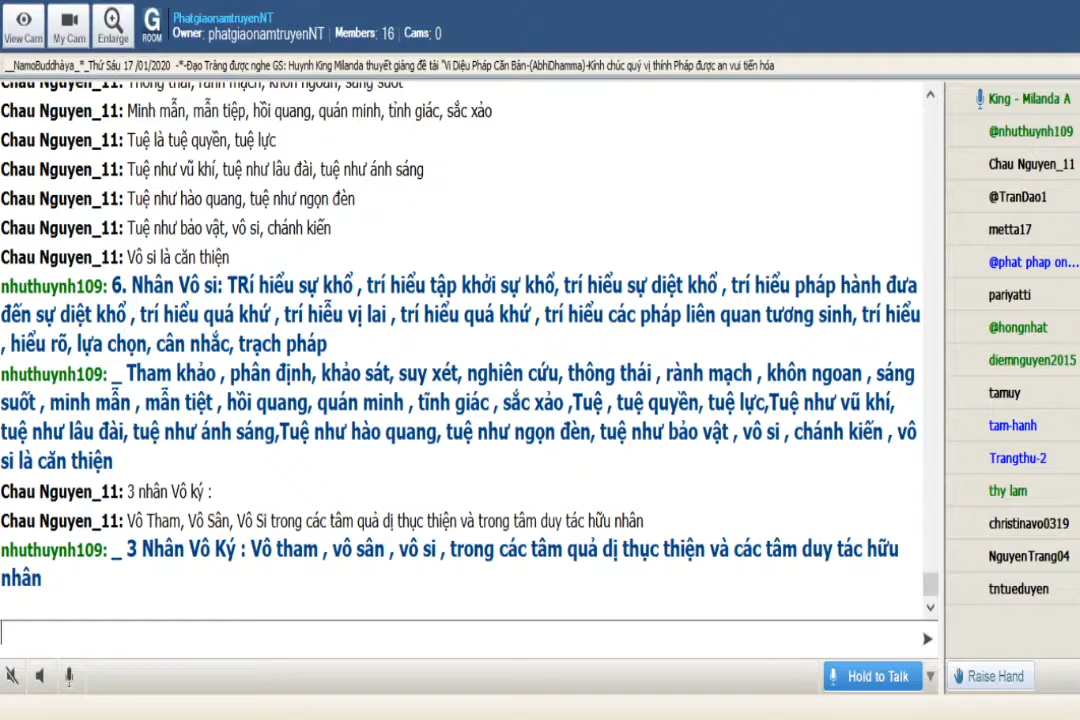 View Cam
My Cam
Enlarge
G
ROOM
PhatgiaonamtruyenNT
Owner: phatgiaonamtruyenNT | Members: 16 | Cams: 0
__NamoBuddhàya_*_Thứ Sáu 17 /01/2020 -*-Đạo Tràng được nghe GS: Huynh King Milanda thuyết giảng đề tài "Vi Diệu Pháp Căn Bản-(AbhiDhamma)-Kính chúc quý vị thính Pháp được an vui tiến hóa
Chau Nguyen_11: Thông thái, rành mạch, khôn ngoan, sáng suốt
Chau Nguyen_11: Minh mẫn, mẫn tiệp, hồi quang, quán minh, tỉnh giác, sắc xảo
Chau Nguyen_11: Tuệ là tuệ quyền, tuệ lực
Chau Nguyen_11: Tuệ như vũ khí, tuệ như lâu đài, tuệ như ánh sáng
Chau Nguyen_11: Tuệ như hào quang, tuệ như ngọn đèn
Chau Nguyen_11: Tuệ như bảo vật, vô si, chánh kiến
Chau Nguyen_11: Vô si là căn thiện
nhuthuynh109: 6. Nhân Vô si: TRí hiểu sự khổ , trí hiểu tập khởi sự khổ, trí hiểu sự diệt khổ , trí hiểu pháp hành đưa
đến sự diệt khổ , trí hiểu quá khứ , trí hiễu vị lai , trí hiểu quá khứ , trí hiểu các pháp liên quan tương sinh, trí hiểu
, hiểu rõ, lựa chọn, cân nhắc, trạch pháp
nhuthuynh109: _ Tham khảo , phân định, khảo sát, suy xét, nghiên cứu, thông thái , rành mạch , khôn ngoan , sáng
suốt , minh mẫn , mẫn tiệt , hồi quang, quán minh , tĩnh giác , sắc xảo ,Tuệ , tuệ quyền, tuệ lực,Tuệ như vũ khí,
tuệ như lâu đài, tuệ như ánh sáng,Tuệ như hào quang, tuệ như ngọn đèn, tuệ như bảo vật , vô si , chánh kiến , vô
si là căn thiện
Chau Nguyen_11: 3 nhân Vô ký :
Chau Nguyen_11: Vô Tham, Vô Sân, Vô Si trong các tâm quả dị thục thiện và trong tâm duy tác hữu nhân
nhuthuynh109: _ 3 Nhân Vô Ký : Vô tham , vô sân , vô si , trong các tâm quả dị thục thiện và các tâm duy tác hữu
nhân
King - Milanda A
@nhuthuynh109
Chau Nguyen_11
@TranDao1
metta17
@phat phap on...
pariyatti
@hongnhat
diemnguyen2015
tamuy
tam-hanh
Trangthu-2
thy lam
christinavo0319
NguyenTrang04
tntueduyen
Hold to Talk
Raise Hand